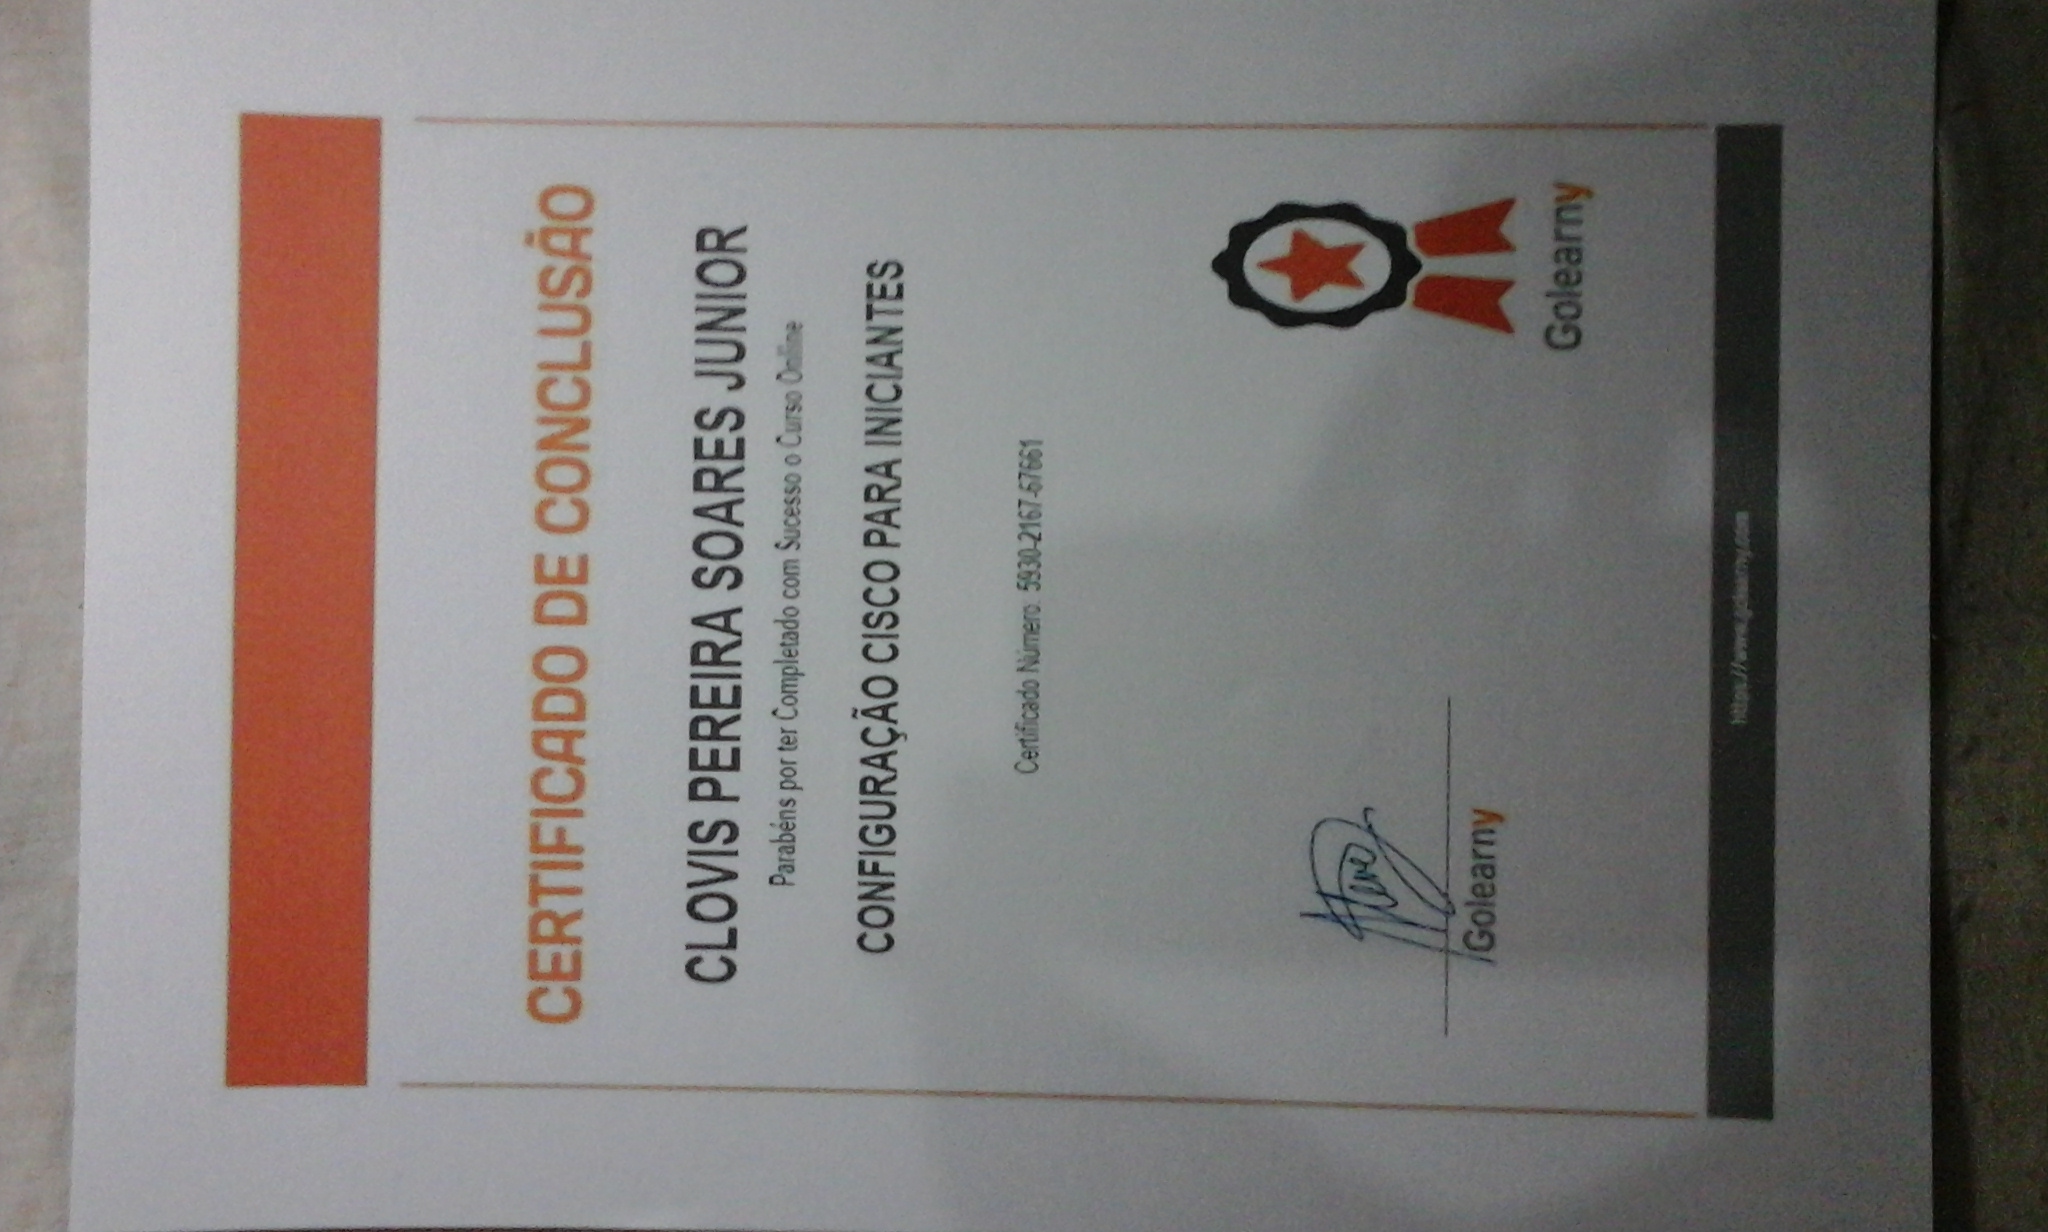 CERTIFICADO DE CONCLUSÃO
CLOVIS PEREIRA SOARES JUNIOR
Parabéns por ter Completado com Sucesso o Curso Online
CONFIGURAÇÃO CISCO PARA INICIANTES
Certificado Número: 5930-2167-67661
Golearny
Golearny
https://www.golearny.com